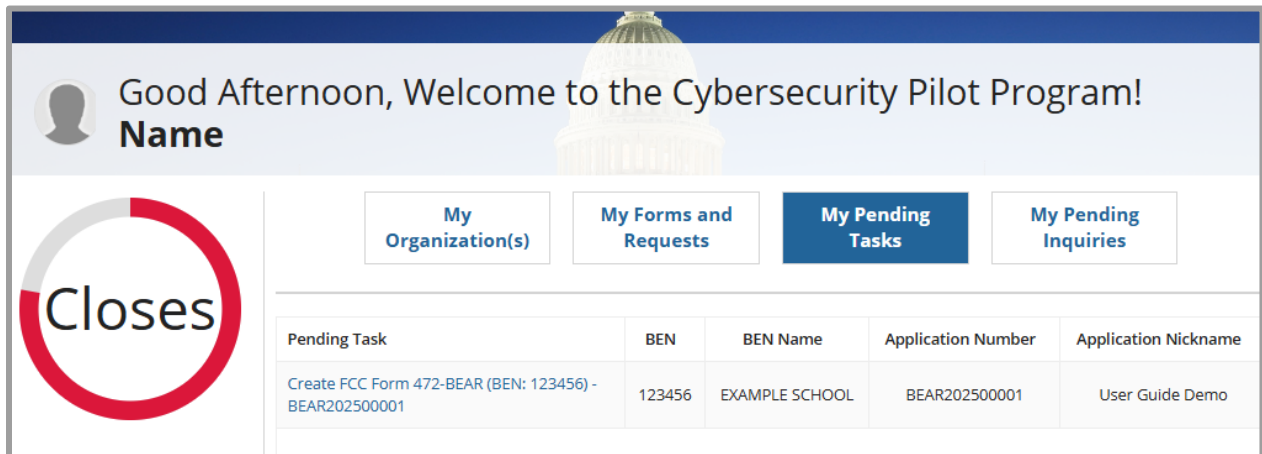 Good Afternoon, Welcome to the Cybersecurity Pilot Program!
Name
Closes
My
Organization(s)
My Forms and
Requests
My Pending
Tasks
My Pending
Inquiries
Pending Task BEN BEN Name Application Number Application Nickname
Create FCC Form 472-BEAR (BEN: 123456) -
BEAR202500001
123456 EXAMPLE SCHOOL BEAR202500001 User Guide Demo